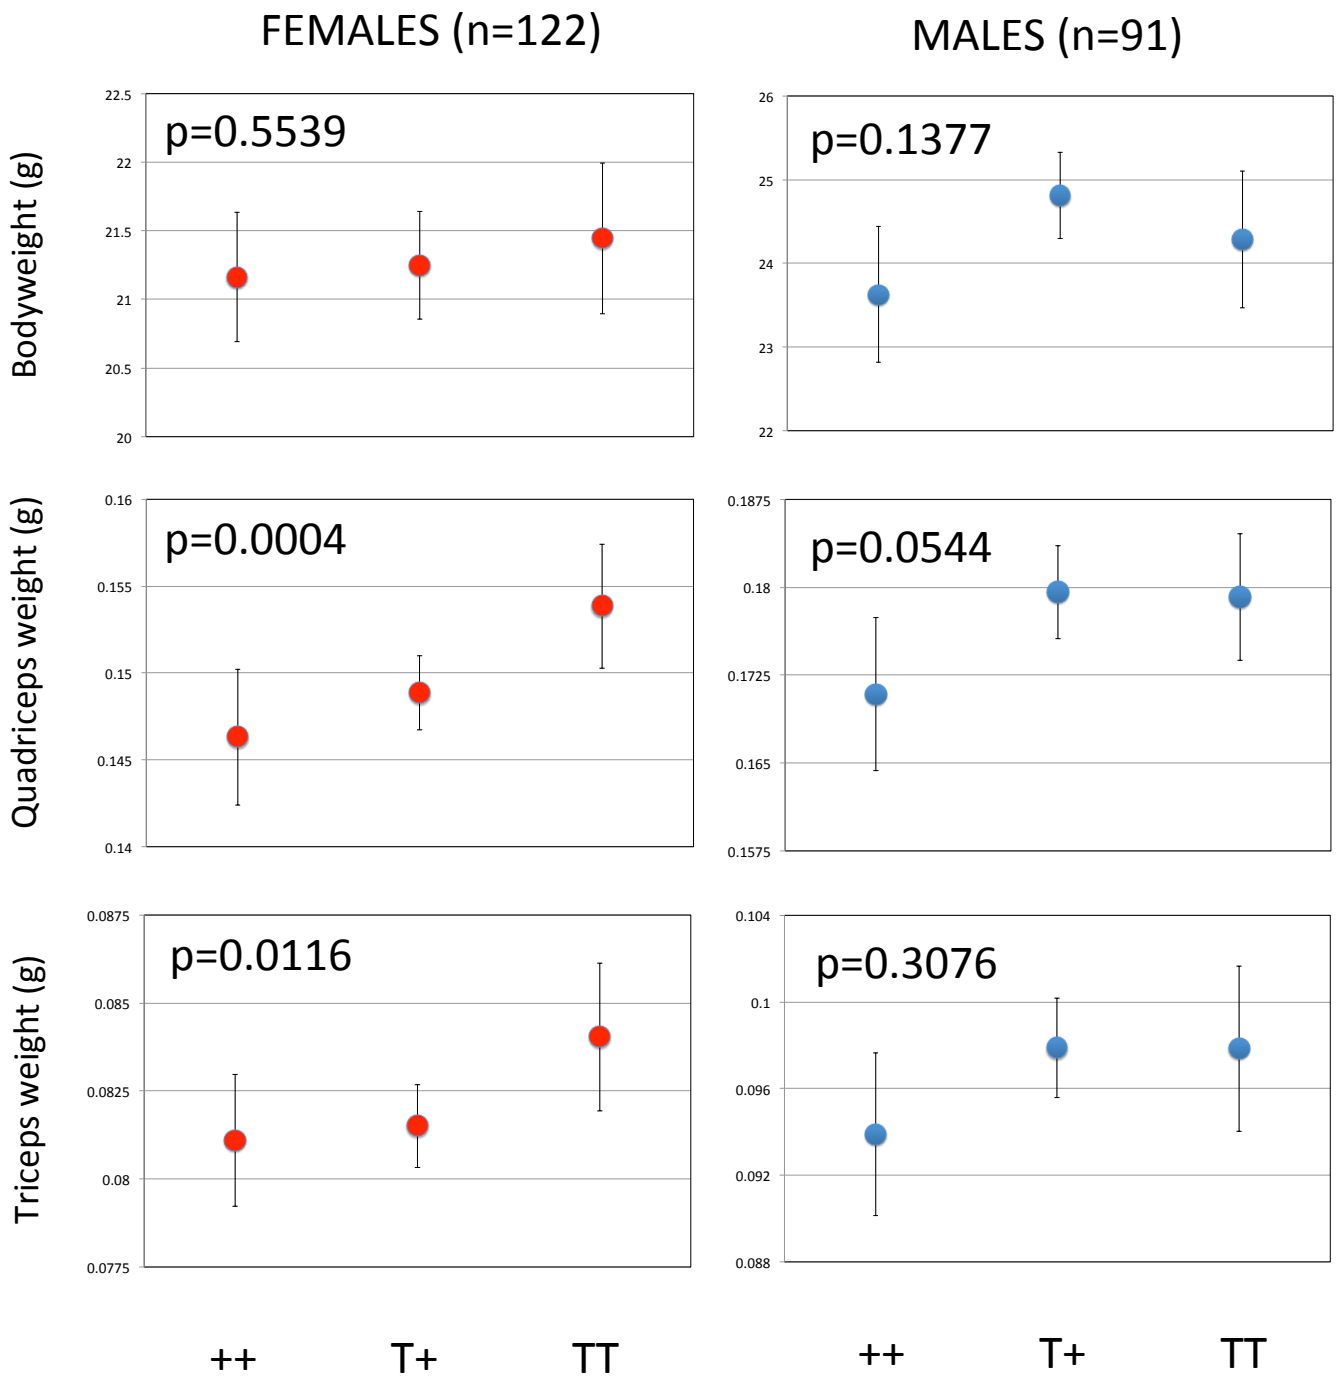 FEMALES (n=122)
MALES (n=91)
Bodyweight (g)
22.5
22
21.5
21
20.5
20
p=0.5539
26
25
24
23
22
p=0.1377
Quadriceps weight (g)
0.16
0.155
0.15
0.145
0.14
p=0.0004
0.1875
0.18
0.1725
0.165
0.1575
p=0.0544
Triceps weight (g)
0.0875
0.085
0.0825
0.08
0.0775
p=0.0116
0.104
0.1
0.096
0.092
0.088
p=0.3076
++ T+ TT
++ T+ TT